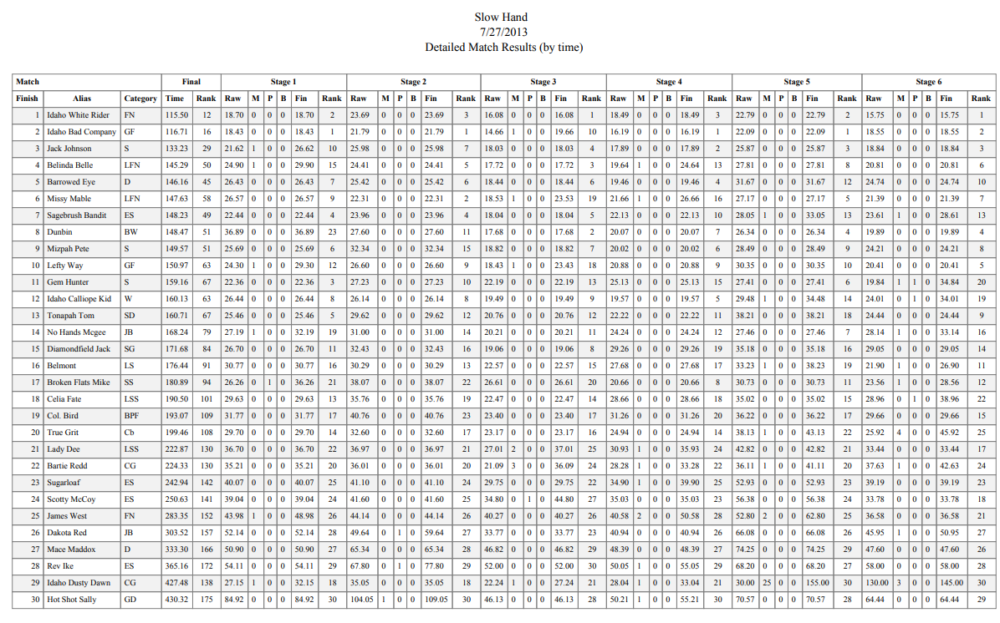 Slow Hand
7/27/2013
Detailed Match Results (by time)
Match Final Stage 1 Stage 2 Stage 3 Stage 4 Stage 5 Stage 6
Finish Alias Category Time Rank Raw M P B Fin Rank Raw M P B Fin Rank Raw M P B Fin Rank Raw M P B Fin Rank Raw M P B Fin Rank Raw M P B Fin Rank
1 Idaho White Rider FN 115.50 12 18.70 0 0 0 18.70 2 23.69 0 0 0 23.69 3 16.08 0 0 0 16.08 1 18.49 0 0 0 18.49 3 22.79 0 0 0 22.79 2 15.75 0 0 0 15.75 1
2 Idaho Bad Company GF 116.71 16 18.43 0 0 0 18.43 1 21.79 0 0 0 21.79 1 14.66 1 0 0 19.66 10 16.19 0 0 0 16.19 1 22.09 0 0 0 22.09 1 18.55 0 0 0 18.55 2
3 Jack Johnson S 133.23 29 21.62 1 0 0 26.62 10 25.98 0 0 0 25.98 7 18.03 0 0 0 18.03 4 17.89 0 0 0 17.89 2 25.87 0 0 0 25.87 3 18.84 0 0 0 18.84 3
4 Belinda Belle LFN 145.29 50 24.90 1 0 0 29.90 15 24.41 0 0 0 24.41 5 17.72 0 0 0 17.72 3 19.64 1 0 0 24.64 13 27.81 0 0 0 27.81 8 20.81 0 0 0 20.81 6
5 Barrowed Eye D 146.16 45 26.43 0 0 0 26.43 7 25.42 0 0 0 25.42 6 18.44 0 0 0 18.44 6 19.46 0 0 0 19.46 4 31.67 0 0 0 31.67 12 24.74 0 0 0 24.74 10
6 Missy Mable LFN 147.63 58 26.57 0 0 0 26.57 9 22.31 0 0 0 22.31 2 18.53 1 0 0 23.53 19 21.66 1 0 0 26.66 16 27.17 0 0 0 27.17 5 21.39 0 0 0 21.39 7
7 Sagebrush Bandit ES 148.23 49 22.44 0 0 0 22.44 4 23.96 0 0 0 23.96 4 18.04 0 0 0 18.04 5 22.13 0 0 0 22.13 10 28.05 1 0 0 33.05 13 23.61 1 0 0 28.61 13
8 Dunbin BW 148.47 51 36.89 0 0 0 36.89 23 27.60 0 0 0 27.60 11 17.68 0 0 0 17.68 2 20.07 0 0 0 20.07 7 26.34 0 0 0 26.34 4 19.89 0 0 0 19.89 4
9 Mizpah Pete S 149.57 51 25.69 0 0 0 25.69 6 32.34 0 0 0 32.34 15 18.82 0 0 0 18.82 7 20.02 0 0 0 20.02 6 28.49 0 0 0 28.49 9 24.21 0 0 0 24.21 8
10 Lefty Way GF 150.97 63 24.30 1 0 0 29.30 12 26.60 0 0 0 26.60 9 18.43 1 0 0 23.43 18 20.88 0 0 0 20.88 9 30.35 0 0 0 30.35 10 20.41 0 0 0 20.41 5
11 Gem Hunter S 159.16 67 22.36 0 0 0 22.36 3 27.23 0 0 0 27.23 10 22.19 0 0 0 22.19 13 25.13 0 0 0 25.13 15 27.41 0 0 0 27.41 6 19.84 1 1 0 34.84 20
12 Idaho Calliope Kid W 160.13 63 26.44 0 0 0 26.44 8 26.14 0 0 0 26.14 8 19.49 0 0 0 19.49 9 19.57 0 0 0 19.57 5 29.48 1 0 0 34.48 14 24.01 0 1 0 34.01 19
13 Tonapah Tom SD 160.71 67 25.46 0 0 0 25.46 5 29.62 0 0 0 29.62 12 20.76 0 0 0 20.76 12 22.22 0 0 0 22.22 11 38.21 0 0 0 38.21 18 24.44 0 0 0 24.44 9
14 No Hands Mcgee JB 168.24 79 27.19 1 0 0 32.19 19 31.00 0 0 0 31.00 14 20.21 0 0 0 20.21 11 24.24 0 0 0 24.24 12 27.46 0 0 0 27.46 7 28.14 1 0 0 33.14 16
15 Diamondfield Jack SG 171.68 84 26.70 0 0 0 26.70 11 32.43 0 0 0 32.43 16 19.06 0 0 0 19.06 8 29.26 0 0 0 29.26 19 35.18 0 0 0 35.18 16 29.05 0 0 0 29.05 14
16 Belmont LS 176.44 91 30.77 0 0 0 30.77 16 30.29 0 0 0 30.29 13 22.57 0 0 0 22.57 15 27.68 0 0 0 27.68 17 33.23 1 0 0 38.23 19 21.90 1 0 0 26.90 11
17 Broken Flats Mike SS 180.89 94 26.26 0 1 0 36.26 21 38.07 0 0 0 38.07 22 26.61 0 0 0 26.61 20 20.66 0 0 0 20.66 8 30.73 0 0 0 30.73 11 23.56 1 0 0 28.56 12
18 Celia Fate LSS 190.50 101 29.63 0 0 0 29.63 13 35.76 0 0 0 35.76 19 22.47 0 0 0 22.47 14 28.66 0 0 0 28.66 18 35.02 0 0 0 35.02 15 28.96 0 1 0 38.96 22
19 Col. Bird BPF 193.07 109 31.77 0 0 0 31.77 17 40.76 0 0 0 40.76 23 23.40 0 0 0 23.40 17 31.26 0 0 0 31.26 20 36.22 0 0 0 36.22 17 29.66 0 0 0 29.66 15
20 True Grit Cb 199.46 108 29.70 0 0 0 29.70 14 32.60 0 0 0 32.60 17 23.17 0 0 0 23.17 16 24.94 0 0 0 24.94 14 38.13 1 0 0 43.13 22 25.92 4 0 0 45.92 25
21 Lady Dee LSS 222.87 130 36.70 0 0 0 36.70 22 36.97 0 0 0 36.97 21 27.01 2 0 0 37.01 25 30.93 1 0 0 35.93 24 42.82 0 0 0 42.82 21 33.44 0 0 0 33.44 17
22 Bartie Redd CG 224.33 130 35.21 0 0 0 35.21 20 36.01 0 0 0 36.01 20 21.09 3 0 0 36.09 24 28.28 1 0 0 33.28 22 36.11 1 0 0 41.11 20 37.63 1 0 0 42.63 24
23 Sugarloaf ES 242.94 142 40.07 0 0 0 40.07 25 41.10 0 0 0 41.10 24 29.75 0 0 0 29.75 22 34.90 1 0 0 39.90 25 52.93 0 0 0 52.93 23 39.19 0 0 0 39.19 23
24 Scotty McCoy ES 250.63 141 39.04 0 0 0 39.04 24 41.60 0 0 0 41.60 25 34.80 0 1 0 44.80 27 35.03 0 0 0 35.03 23 56.38 0 0 0 56.38 24 33.78 0 0 0 33.78 18
25 James West FN 283.35 152 43.98 1 0 0 48.98 26 44.14 0 0 0 44.14 26 40.27 0 0 0 40.27 26 40.58 2 0 0 50.58 28 52.80 2 0 0 62.80 25 36.58 0 0 0 36.58 21
26 Dakota Red JB 303.52 157 52.14 0 0 0 52.14 28 49.64 0 1 0 59.64 27 33.77 0 0 0 33.77 23 40.94 0 0 0 40.94 26 66.08 0 0 0 66.08 26 45.95 1 0 0 50.95 27
27 Mace Maddox D 333.30 166 50.90 0 0 0 50.90 27 65.34 0 0 0 65.34 28 46.82 0 0 0 46.82 29 48.39 0 0 0 48.39 27 74.25 0 0 0 74.25 29 47.60 0 0 0 47.60 26
28 Rev Ike ES 365.16 172 54.11 0 0 0 54.11 29 67.80 0 1 0 77.80 29 52.00 0 0 0 52.00 30 50.05 1 0 0 55.05 29 68.20 0 0 0 68.20 27 58.00 0 0 0 58.00 28
29 Idaho Dusty Dawn CG 427.48 138 27.15 1 0 0 32.15 18 35.05 0 0 0 35.05 18 22.24 1 0 0 27.24 21 28.04 1 0 0 33.04 21 30.00 25 0 0 155.00 30 130.00 3 0 0 145.00 30
30 Hot Shot Sally GD 430.32 175 84.92 0 0 0 84.92 30 104.05 1 0 0 109.05 30 46.13 0 0 0 46.13 28 50.21 1 0 0 55.21 30 70.57 0 0 0 70.57 28 64.44 0 0 0 64.44 29